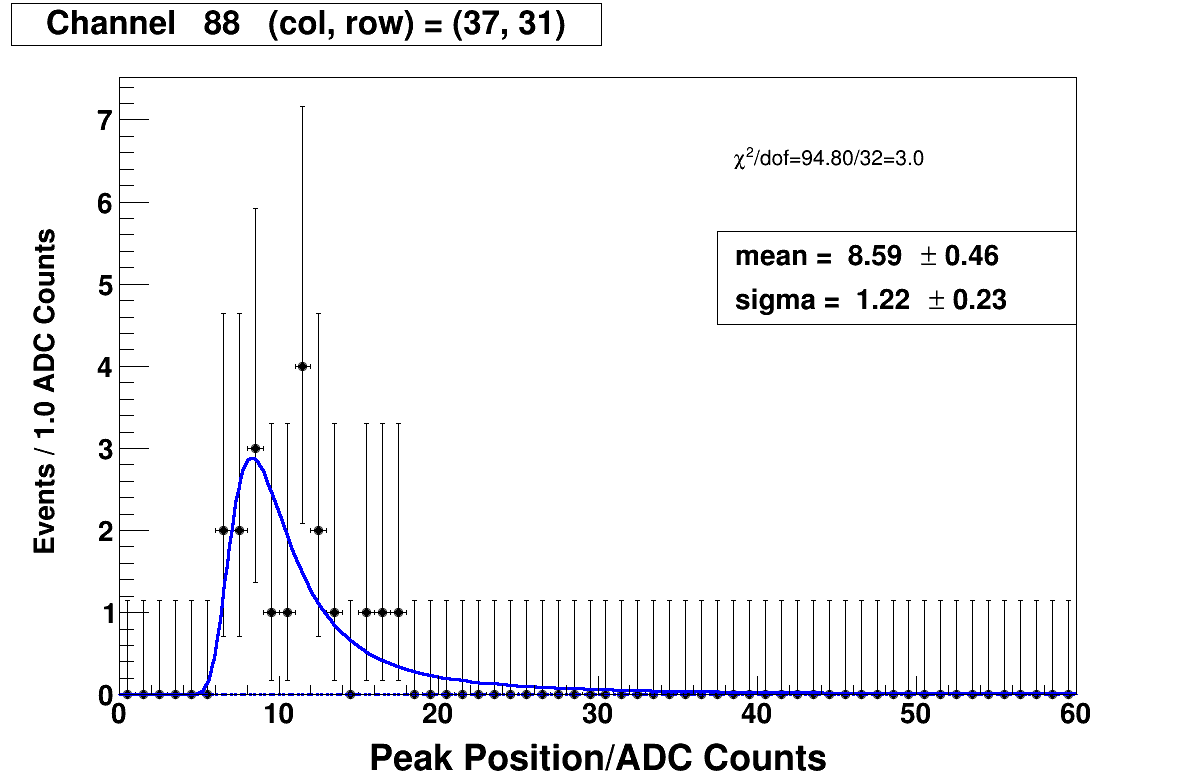 Channel 88 (col, row) = (37, 31)
7
χ²/dof=94.80/32=3.0
6
mean = 8.59 ± 0.46
5
sigma = 1.22 ± 0.23
4
3
2
1
0
Events / 1.0 ADC Counts
0 10 20 30 40 50 60
Peak Position/ADC Counts